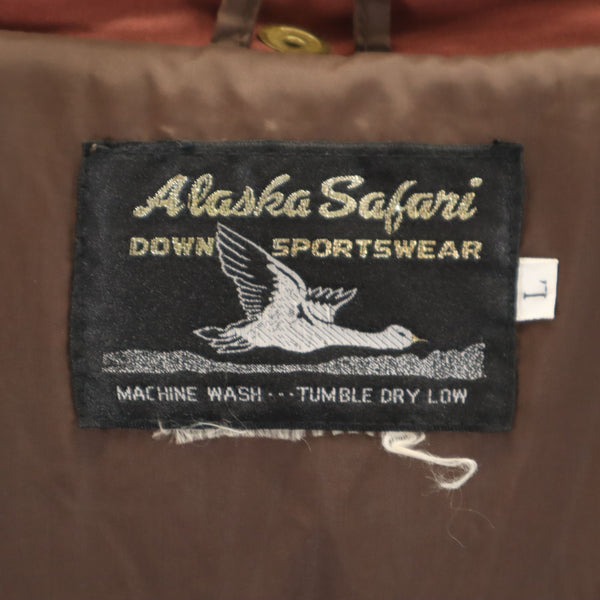 Alaska Safari
DOWN SPORTSWEAR
L
MACHINE WASH···TUMBLE DRY LOW